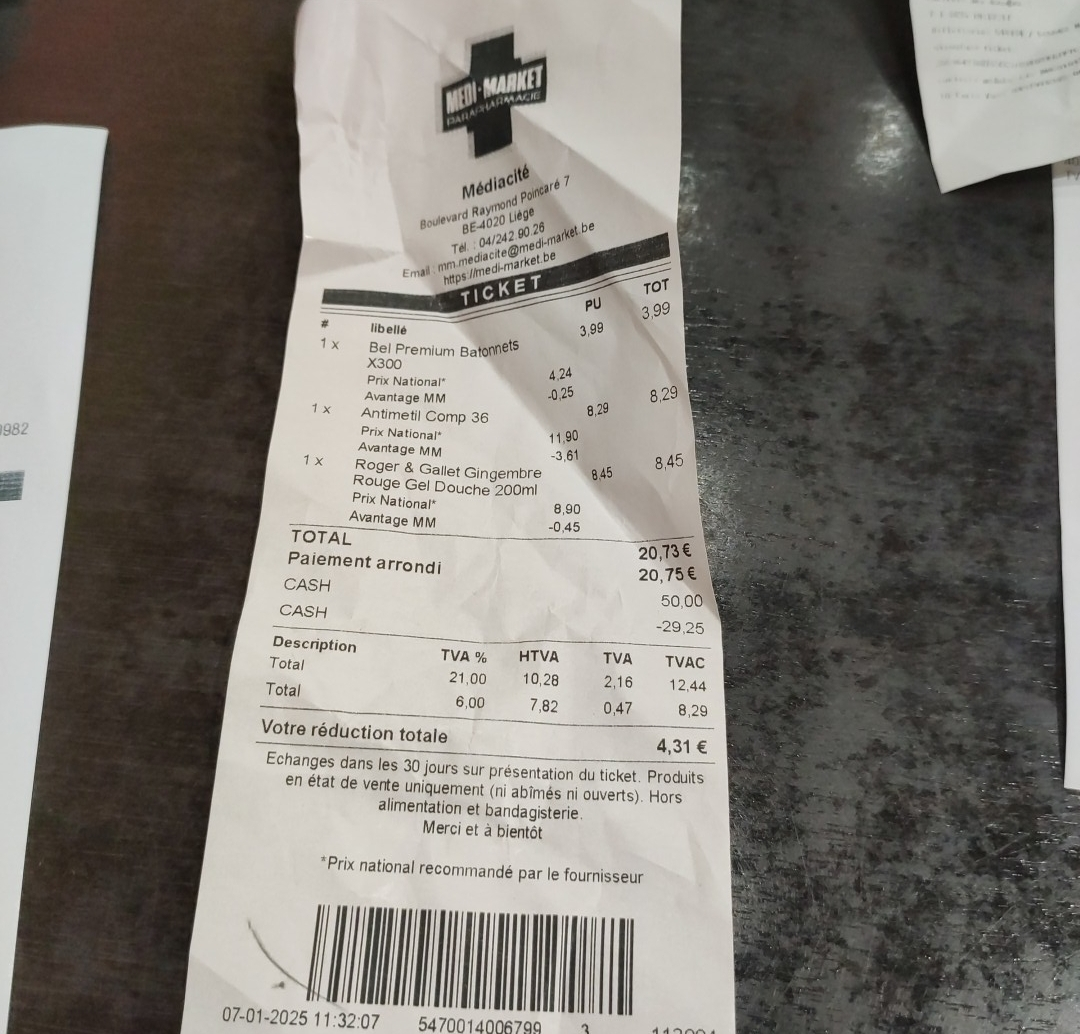 MEDI-MARKET
PARAPHARMACIE
Médiacité
Boulevard Raymond Poincaré 7
BE-4020 Liège
Tél. : 04/242.90.26
Email : mm.mediacite@medi-market.be
https://medi-market.be
TICKET
# libellé PU TOT
1 x Bel Premium Batonnets 3,99 3,99
X300
Prix National* 4,24
Avantage MM -0,25
1 x Antimetil Comp 36 8,29 8,29
Prix National* 11,90
Avantage MM -3,61
1 x Roger & Gallet Gingembre 8,45 8,45
Rouge Gel Douche 200ml
Prix National* 8,90
Avantage MM -0,45
TOTAL 20,73 €
Paiement arrondi 20,75 €
CASH 50,00
CASH -29,25
Description TVA % HTVA TVA TVAC
Total 21,00 10,28 2,16 12,44
Total 6,00 7,82 0,47 8,29
Votre réduction totale 4,31 €
Echanges dans les 30 jours sur présentation du ticket. Produits
en état de vente uniquement (ni abîmés ni ouverts). Hors
alimentation et bandagisterie.
Merci et à bientôt
*Prix national recommandé par le fournisseur
07-01-2025 11:32:07 5470014006799 3
9982